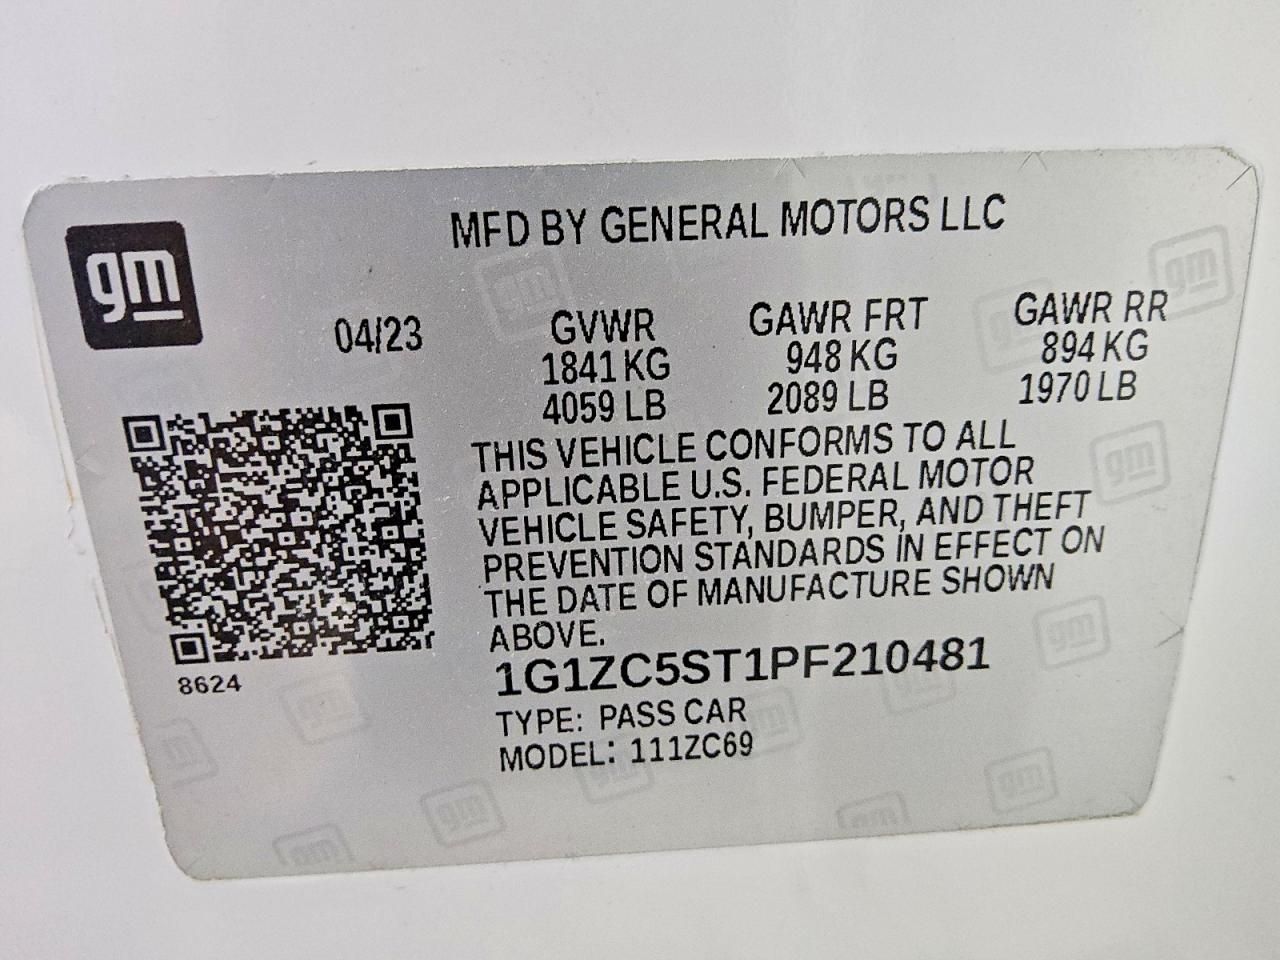 gm
MFD BY GENERAL MOTORS LLC
04/23
GVWR
1841 KG
4059 LB
GAWR FRT
948 KG
2089 LB
GAWR RR
894 KG
1970 LB
THIS VEHICLE CONFORMS TO ALL
APPLICABLE U.S. FEDERAL MOTOR
VEHICLE SAFETY, BUMPER, AND THEFT
PREVENTION STANDARDS IN EFFECT ON
THE DATE OF MANUFACTURE SHOWN
ABOVE.
8624
1G1ZC5ST1PF210481
TYPE: PASS CAR
MODEL: 111ZC69